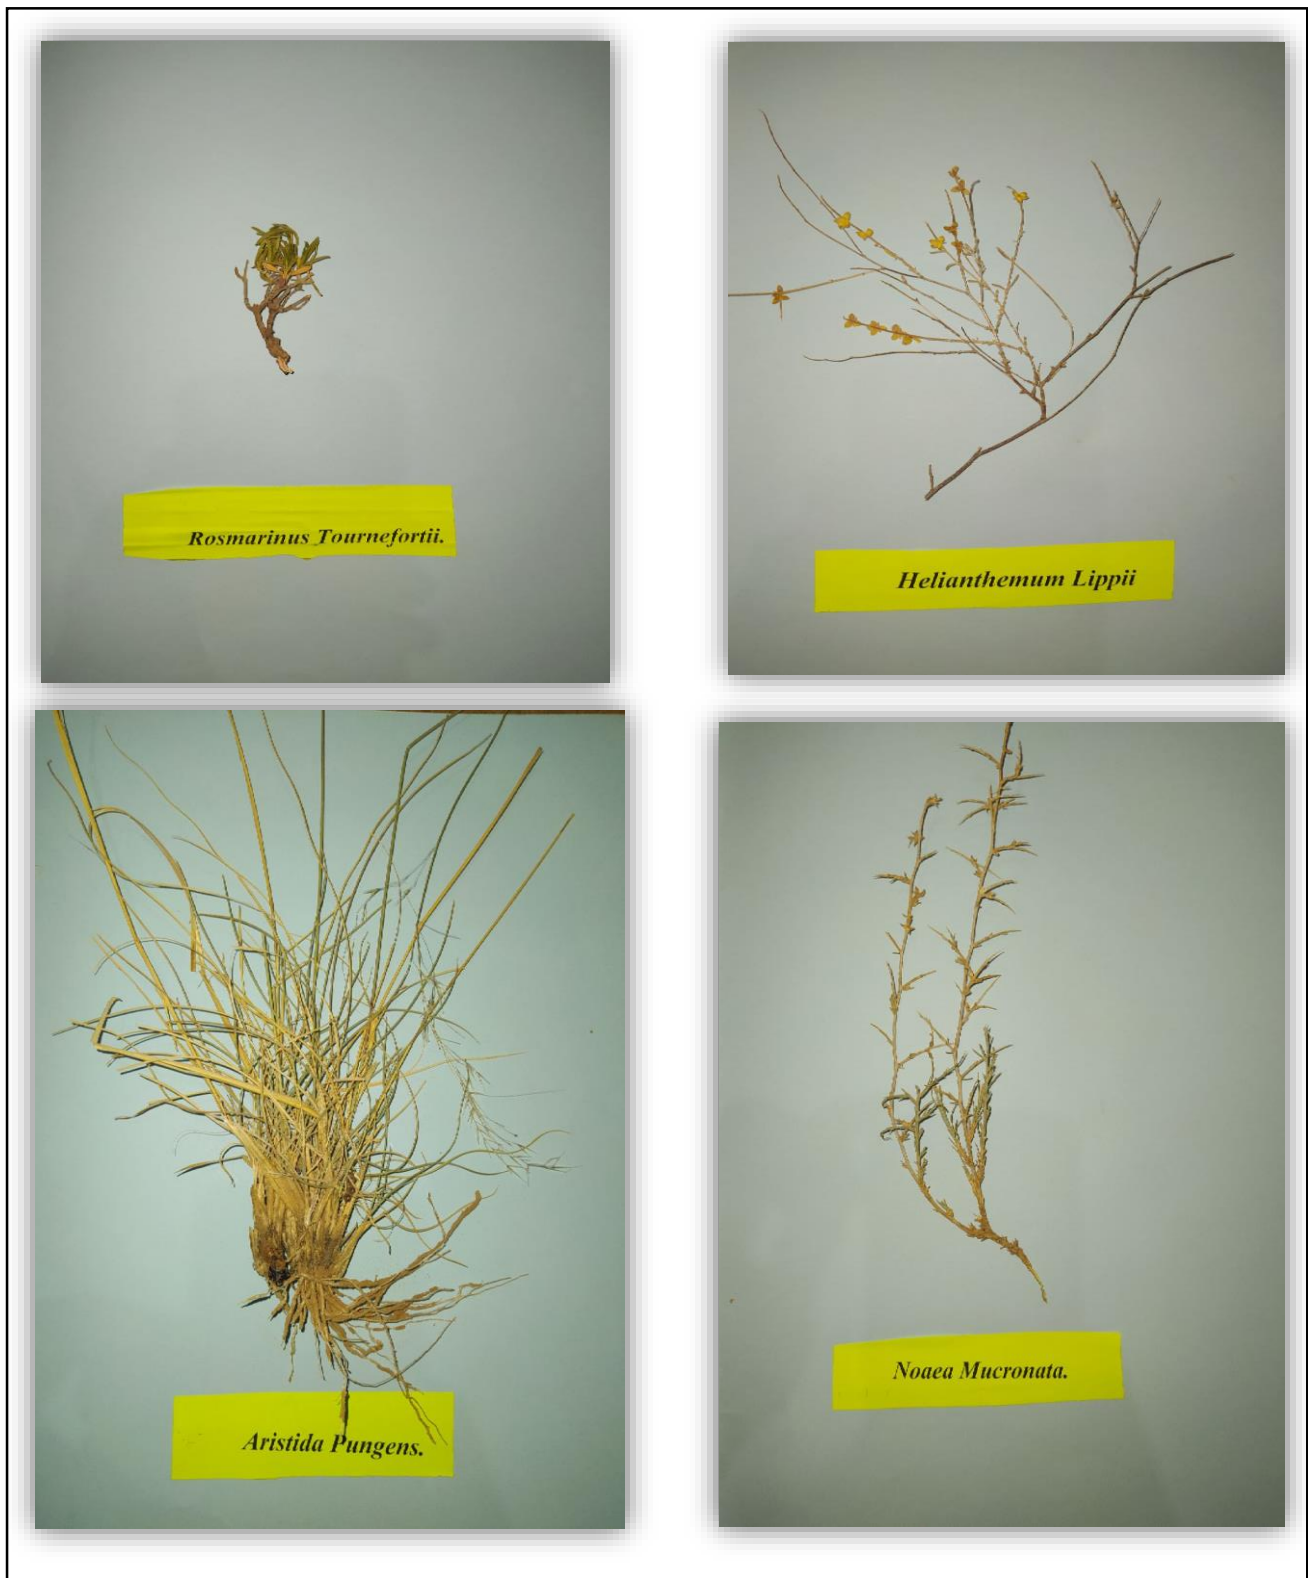 Rosmarinus Tournefortii.
Helianthemum Lippii
Aristida Pungens.
Noaea Mucronata.